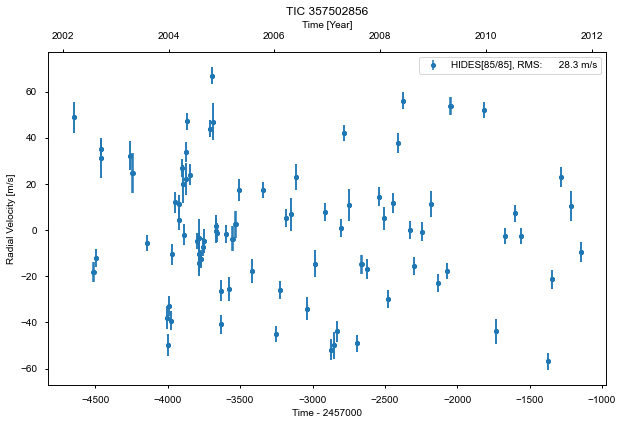 TIC 357502856
Time [Year]
2002 2004 2006 2007 2008 2010 2012
HIDES[85/85], RMS: 28.3 m/s
Radial Velocity [m/s]
60
40
20
0
−20
−40
−60
−4500 −4000 −3500 −3000 −2500 −2000 −1500 −1000
Time - 2457000